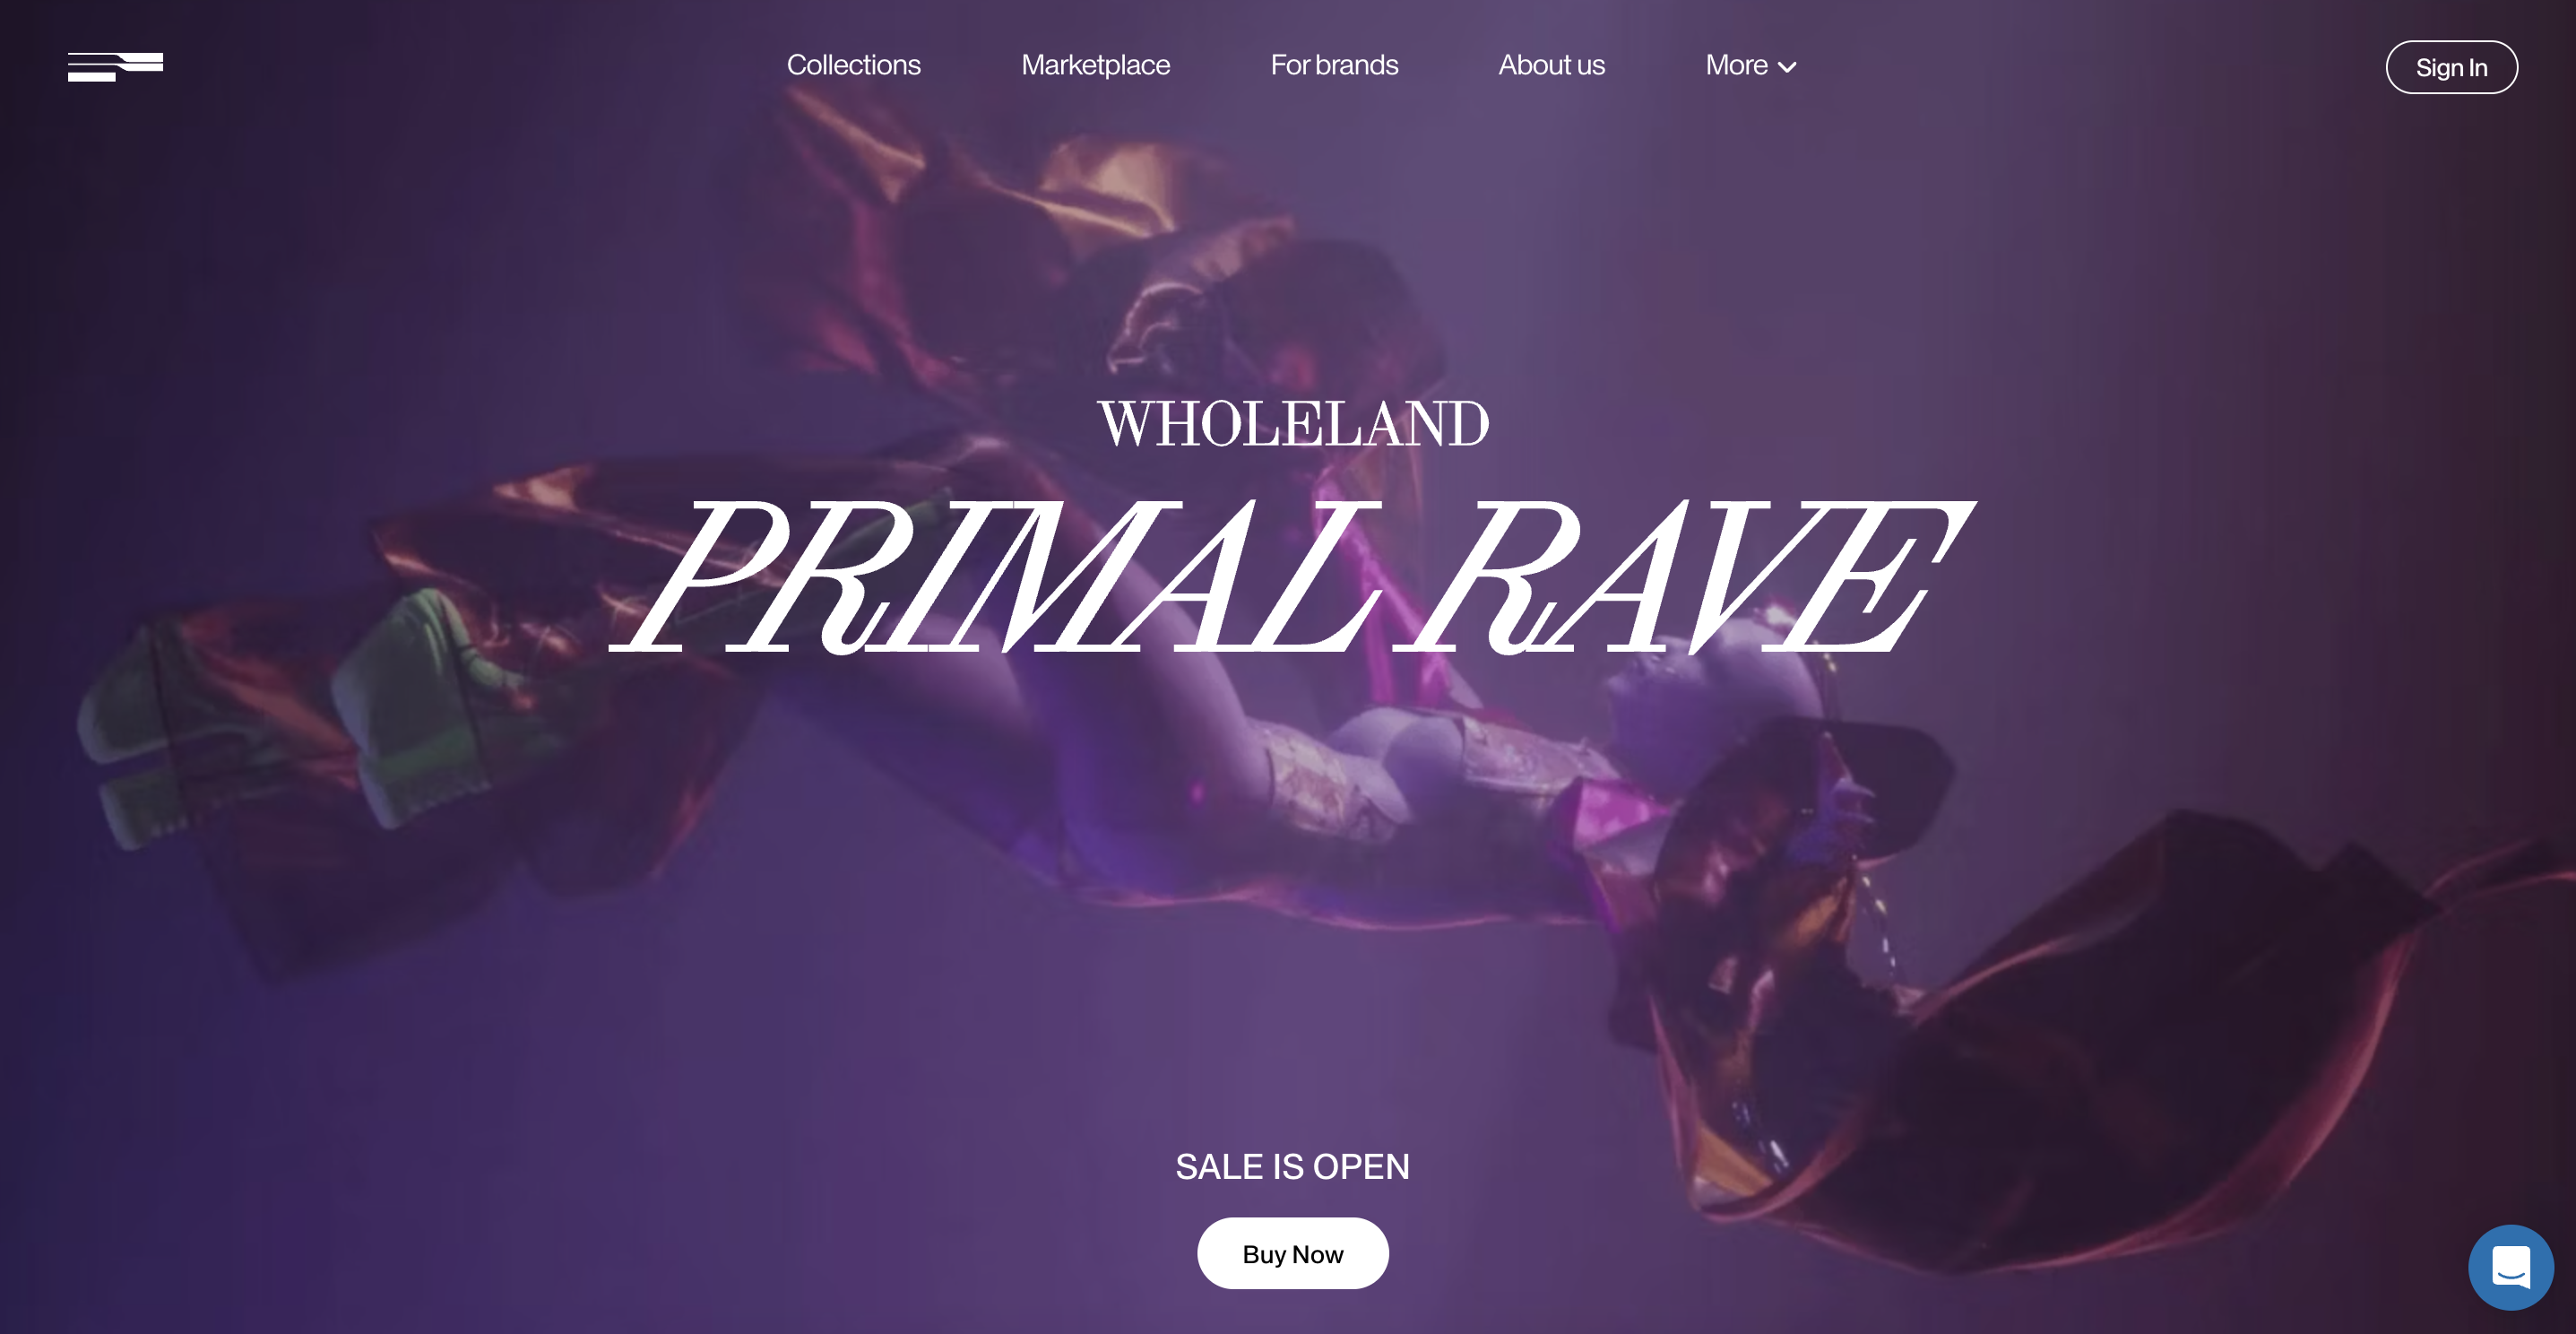 Collections Marketplace For brands About us More Sign In
WHOLELAND
PRIMAL RAVE
SALE IS OPEN
Buy Now